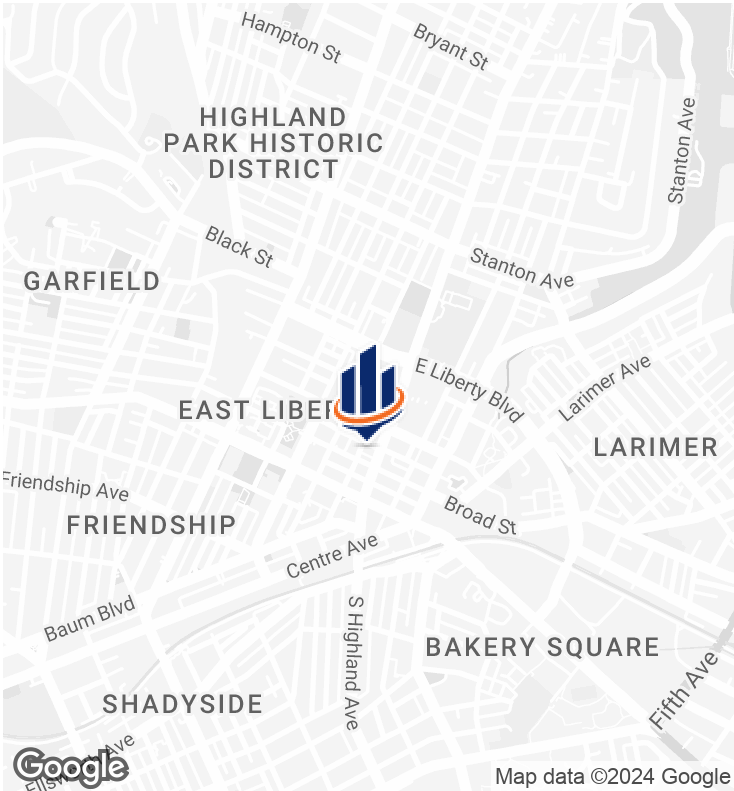 Hampton St
Bryant St
HIGHLAND
PARK HISTORIC
DISTRICT
Stanton Ave
Black St
Stanton Ave
GARFIELD
E Liberty Blvd
Larimer Ave
EAST LIBER
LARIMER
Friendship Ave
Broad St
FRIENDSHIP
Centre Ave
Baum Blvd
S Highland Ave
BAKERY SQUARE
Fifth Ave
SHADYSIDE
Ellsworth Ave
Google
Map data ©2024 Google